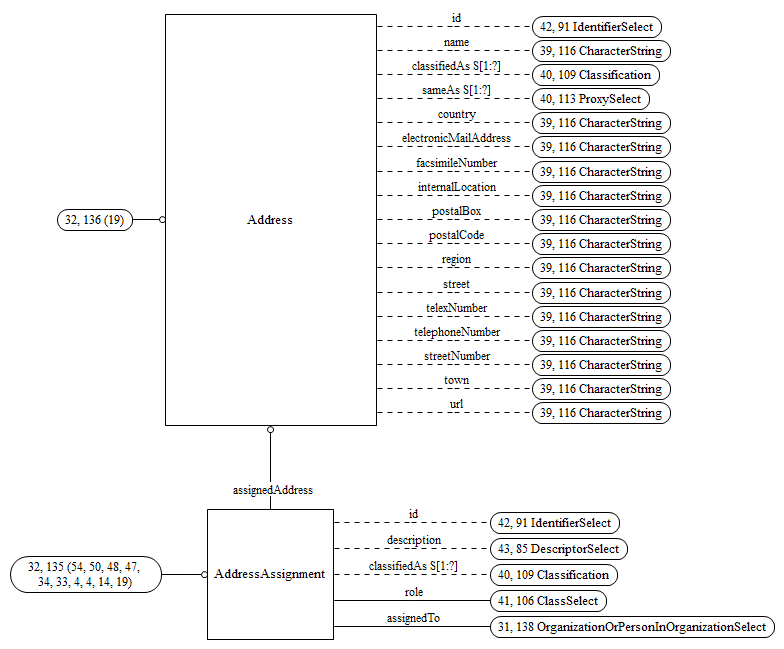 id
42, 91 IdentifierSelect
name
39, 116 CharacterString
classifiedAs S[1:?]
40, 109 Classification
sameAs S[1:?]
40, 113 ProxySelect
country
39, 116 CharacterString
electronicMailAddress
39, 116 CharacterString
facsimileNumber
39, 116 CharacterString
internalLocation
39, 116 CharacterString
32, 136 (19)
Address
postalBox
39, 116 CharacterString
postalCode
39, 116 CharacterString
region
39, 116 CharacterString
street
39, 116 CharacterString
telexNumber
39, 116 CharacterString
telephoneNumber
39, 116 CharacterString
streetNumber
39, 116 CharacterString
town
39, 116 CharacterString
url
39, 116 CharacterString
assignedAddress
id
42, 91 IdentifierSelect
description
43, 85 DescriptorSelect
32, 135 (54, 50, 48, 47,
34, 33, 4, 4, 14, 19)
AddressAssignment
classifiedAs S[1:?]
40, 109 Classification
role
41, 106 ClassSelect
assignedTo
31, 138 OrganizationOrPersonInOrganizationSelect